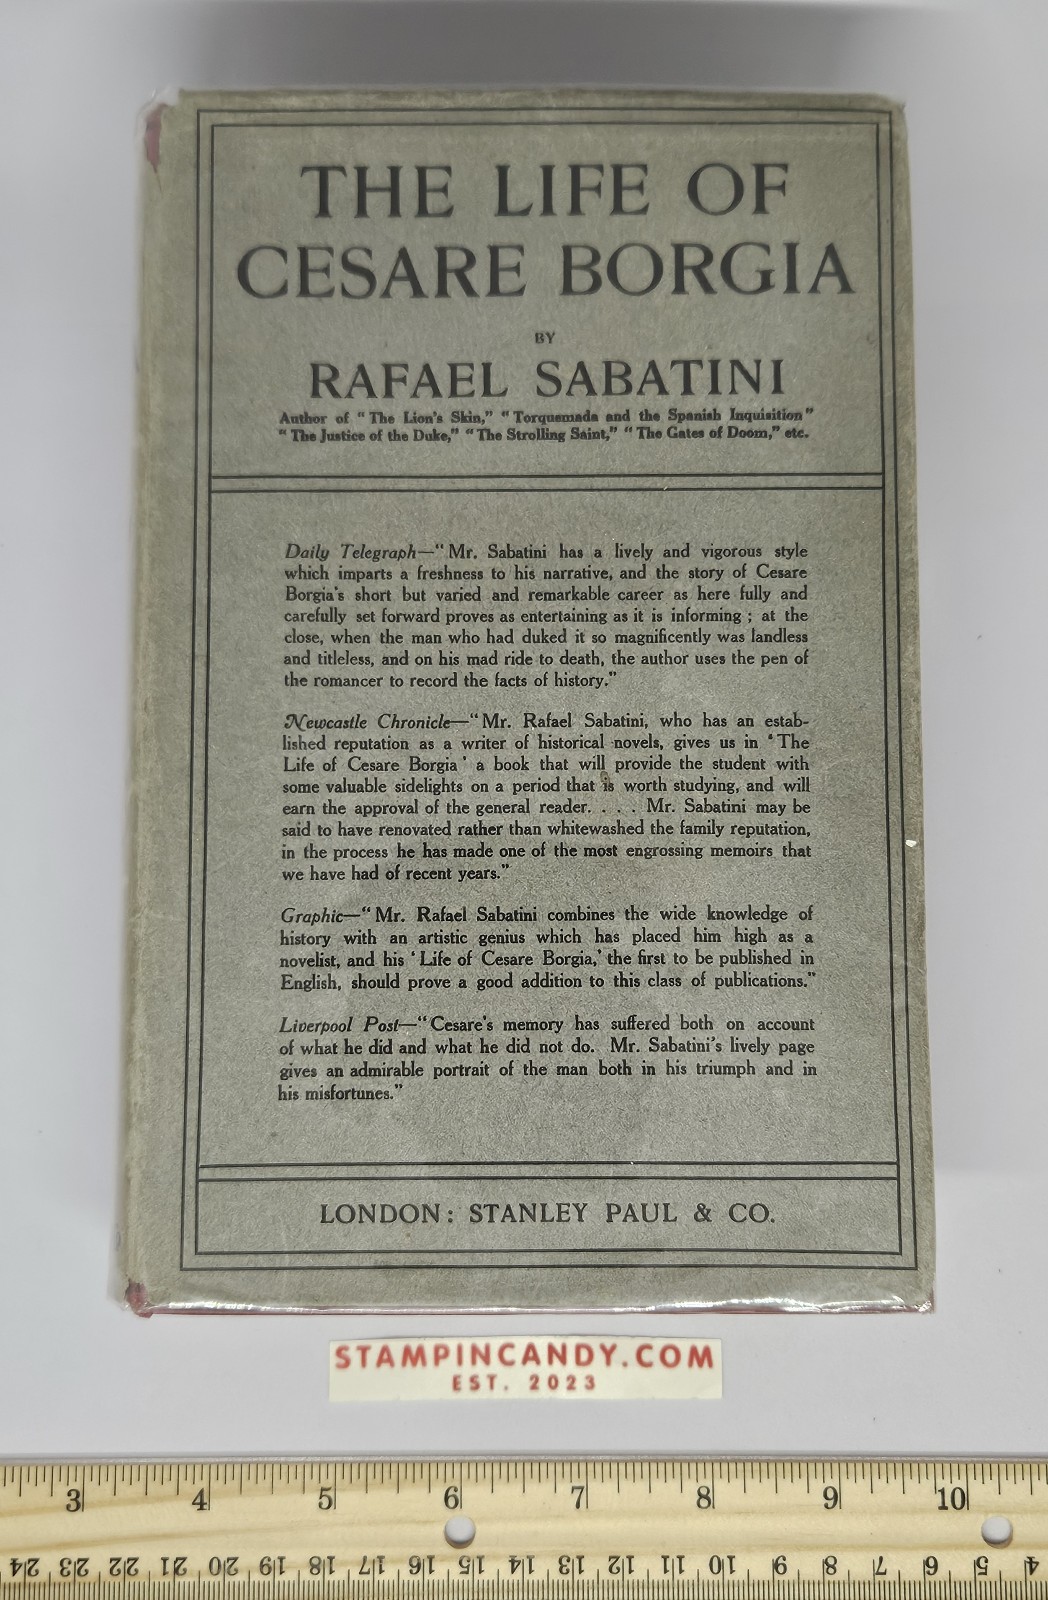 THE LIFE OF
CESARE BORGIA
BY
RAFAEL SABATINI
Author of "The Lion's Skin," "Torquemada and the Spanish Inquisition"
"The Justice of the Duke," "The Strolling Saint," "The Gates of Doom," etc.
Daily Telegraph—"Mr. Sabatini has a lively and vigorous style
which imparts a freshness to his narrative, and the story of Cesare
Borgia's short but varied and remarkable career as here fully and
carefully set forward proves as entertaining as it is informing; at the
close, when the man who had duked it so magnificently was landless
and titleless, and on his mad ride to death, the author uses the pen of
the romancer to record the facts of history."
Newcastle Chronicle—"Mr. Rafael Sabatini, who has an estab-
lished reputation as a writer of historical novels, gives us in 'The
Life of Cesare Borgia' a book that will provide the student with
some valuable sidelights on a period that is worth studying, and will
earn the approval of the general reader. . . . Mr. Sabatini may be
said to have renovated rather than whitewashed the family reputation,
in the process he has made one of the most engrossing memoirs that
we have had of recent years."
Graphic—"Mr. Rafael Sabatini combines the wide knowledge of
history with an artistic genius which has placed him high as a
novelist, and his 'Life of Cesare Borgia,' the first to be published in
English, should prove a good addition to this class of publications."
Liverpool Post—"Cesare's memory has suffered both on account
of what he did and what he did not do. Mr. Sabatini's lively page
gives an admirable portrait of the man both in his triumph and in
his misfortunes."
LONDON: STANLEY PAUL & CO.
STAMPINCANDY.COM
EST. 2023
3 4 5 6 7 8 9 10
24 23 22 21 20 19 18 17 16 15 14 13 12 11 10 9 8 7 6 5 4